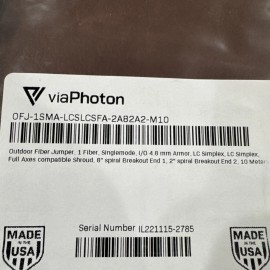 viaPhoton
OFJ-1SMA-LCSLCSFA-2A82A2-M10
Outdoor Fiber Jumper, 1 Fiber, Singlemode, I/O 4.8 mm Armor, LC Simplex, LC Simplex,
Full Axes compatible Shroud, 8" spiral Breakout End 1, 2" spiral Breakout End 2, 10 Meter
Serial Number IL221115-2785
MADE
IN THE
USA
MADE
IN THE
USA